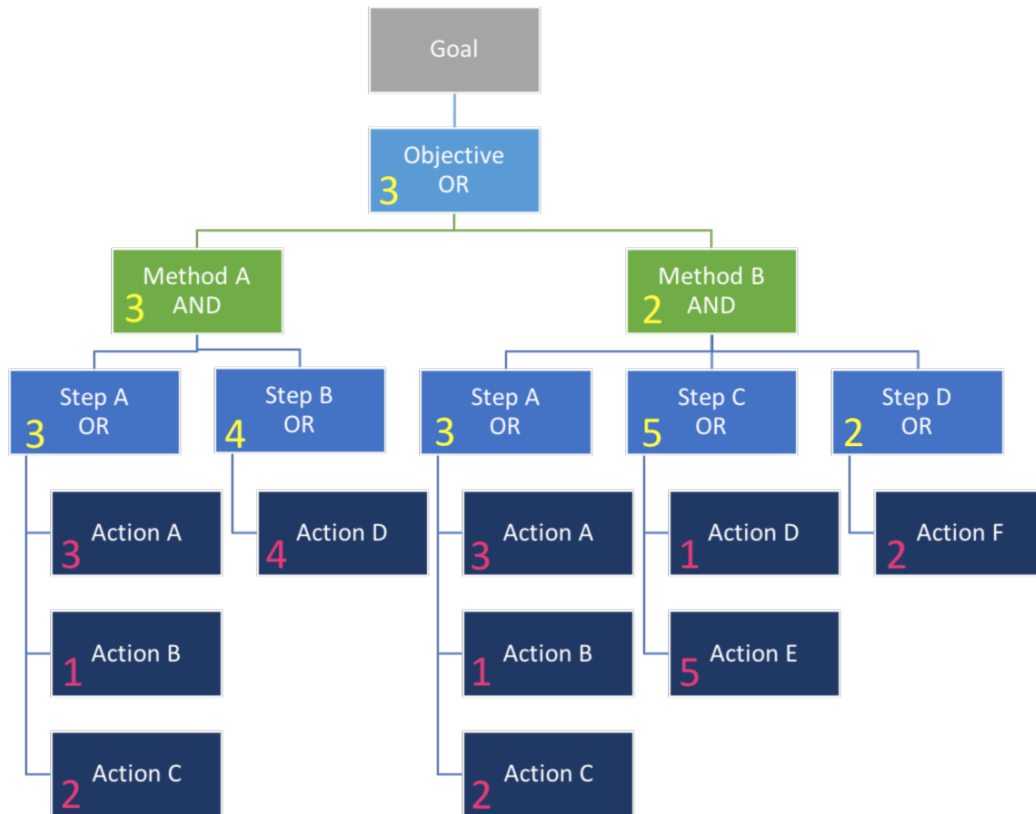 Goal
Objective
OR
3
Method A
AND
3
Method B
AND
2
Step A
OR
3
Step B
OR
4
Step A
OR
3
Step C
OR
5
Step D
OR
2
Action A
3
Action D
4
Action A
3
Action D
1
Action F
2
Action B
1
Action B
1
Action E
5
Action C
2
Action C
2